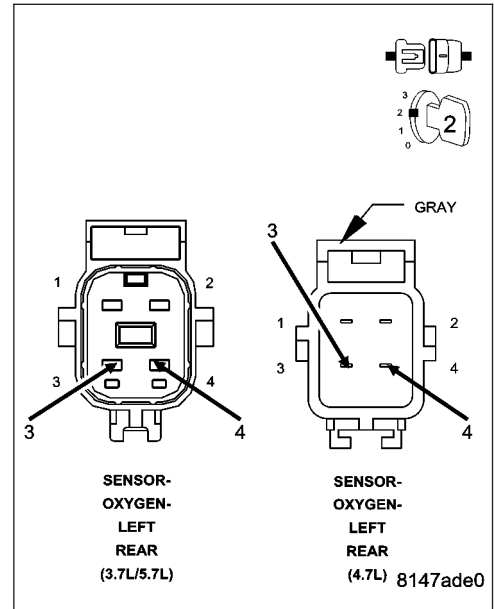 3
2
1
0
2
GRAY
3
1 2
1 2
3 4
3 4
3 4
4
SENSOR-
OXYGEN-
LEFT
REAR
(3.7L/5.7L)
SENSOR-
OXYGEN-
LEFT
REAR
(4.7L)
8147ade0